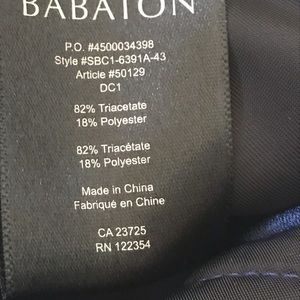 BABATON
P.O. #4500034398
Style #SBC1-6391A-43
Article #50129
DC1
82% Triacetate
18% Polyester
82% Triacétate
18% Polyester
Made in China
Fabriqué en Chine
CA 23725
RN 122354